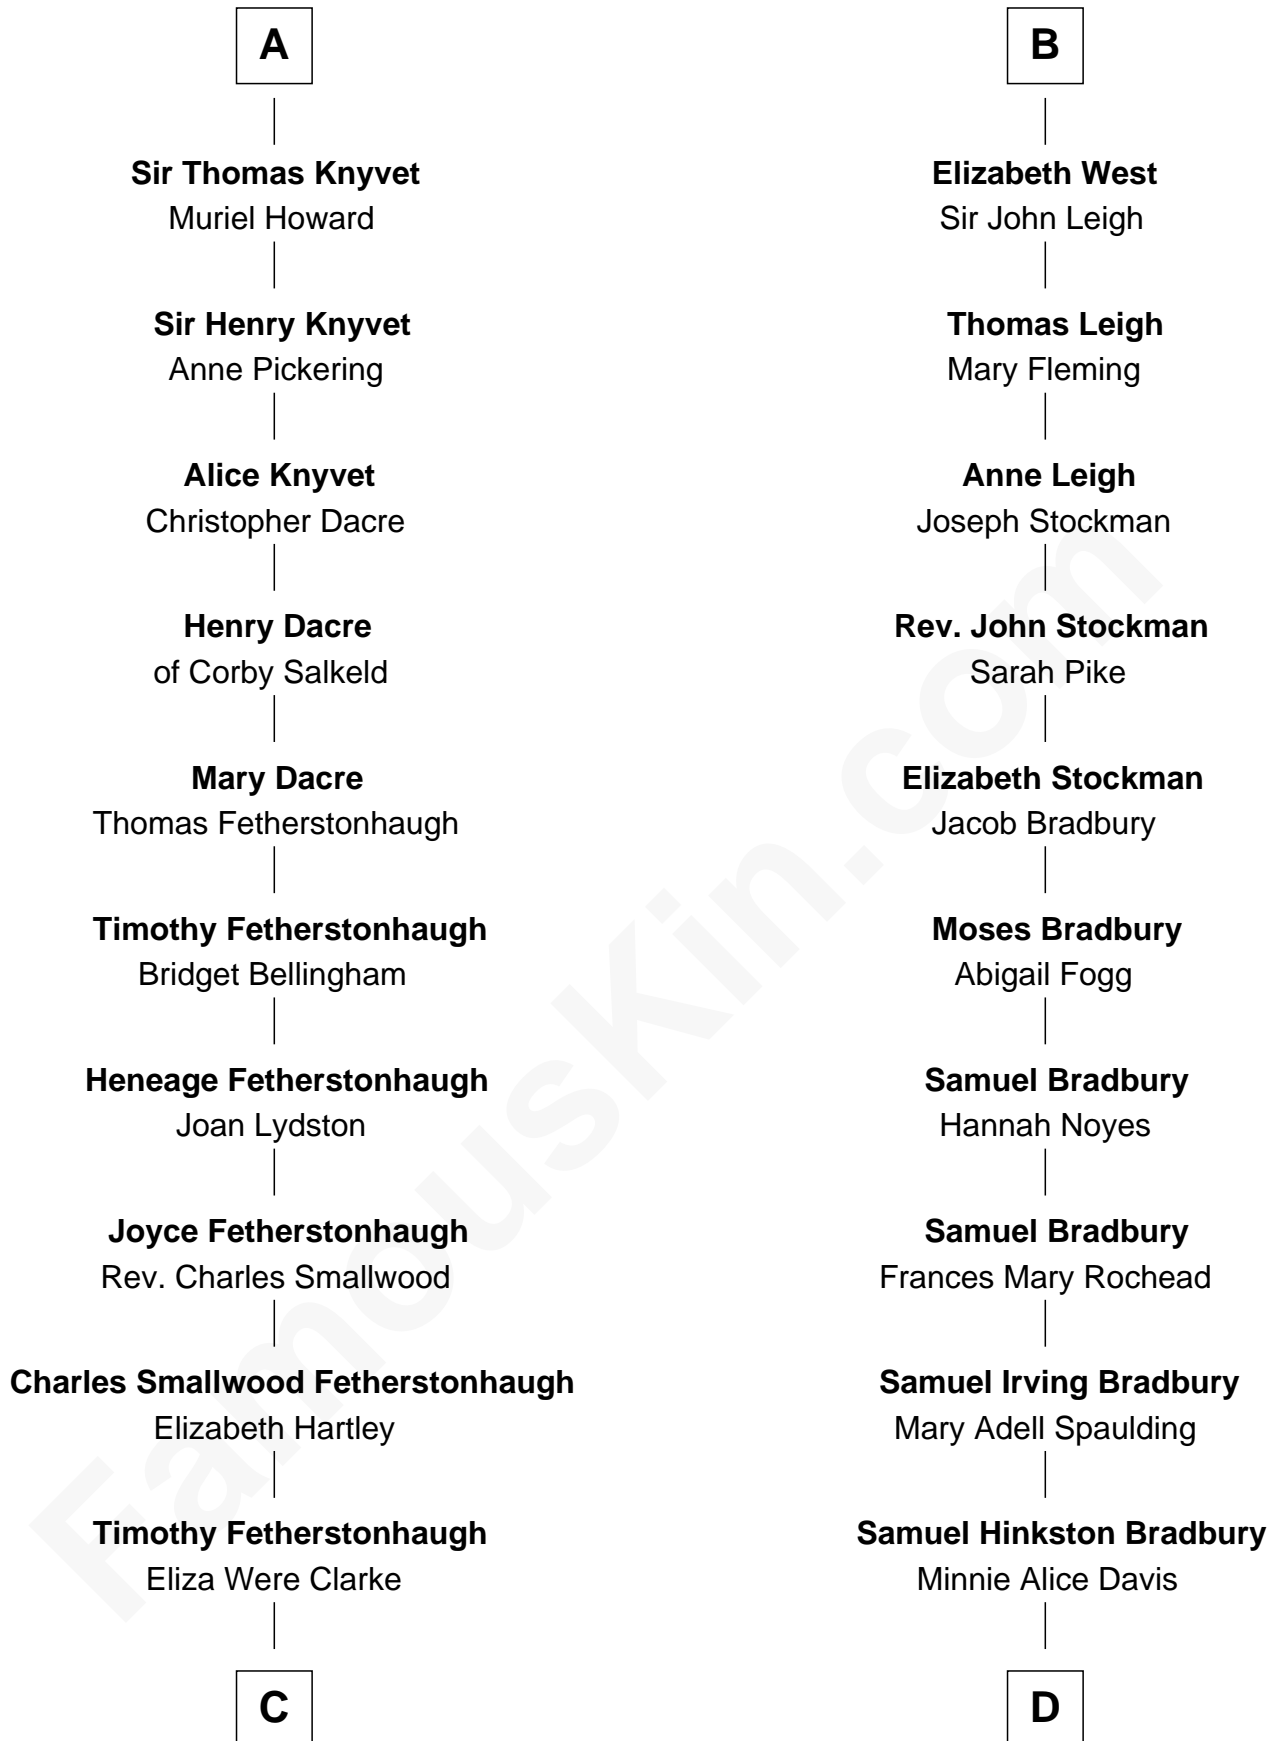 A
Sir Thomas Knyvet
Muriel Howard
Sir Henry Knyvet
Anne Pickering
Alice Knyvet
Christopher Dacre
Henry Dacre
of Corby Salkeld
Mary Dacre
Thomas Fetherstonhaugh
Timothy Fetherstonhaugh
Bridget Bellingham
Heneage Fetherstonhaugh
Joan Lydston
Joyce Fetherstonhaugh
Rev. Charles Smallwood
Charles Smallwood Fetherstonhaugh
Elizabeth Hartley
Timothy Fetherstonhaugh
Eliza Were Clarke
C
B
Elizabeth West
Sir John Leigh
Thomas Leigh
Mary Fleming
Anne Leigh
Joseph Stockman
Rev. John Stockman
Sarah Pike
Elizabeth Stockman
Jacob Bradbury
Moses Bradbury
Abigail Fogg
Samuel Bradbury
Hannah Noyes
Samuel Bradbury
Frances Mary Rochead
Samuel Irving Bradbury
Mary Adell Spaulding
Samuel Hinkston Bradbury
Minnie Alice Davis
D
FamousKin.com